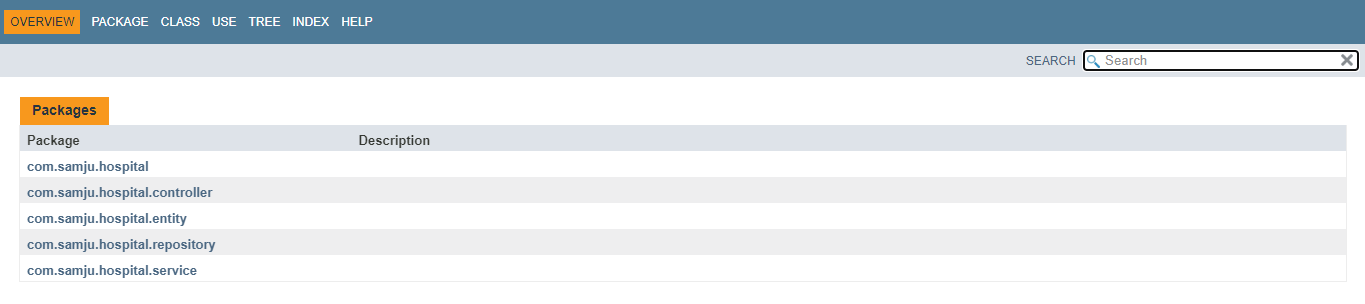 OVERVIEW PACKAGE CLASS USE TREE INDEX HELP
SEARCH Search
Packages
Package Description
com.samju.hospital
com.samju.hospital.controller
com.samju.hospital.entity
com.samju.hospital.repository
com.samju.hospital.service